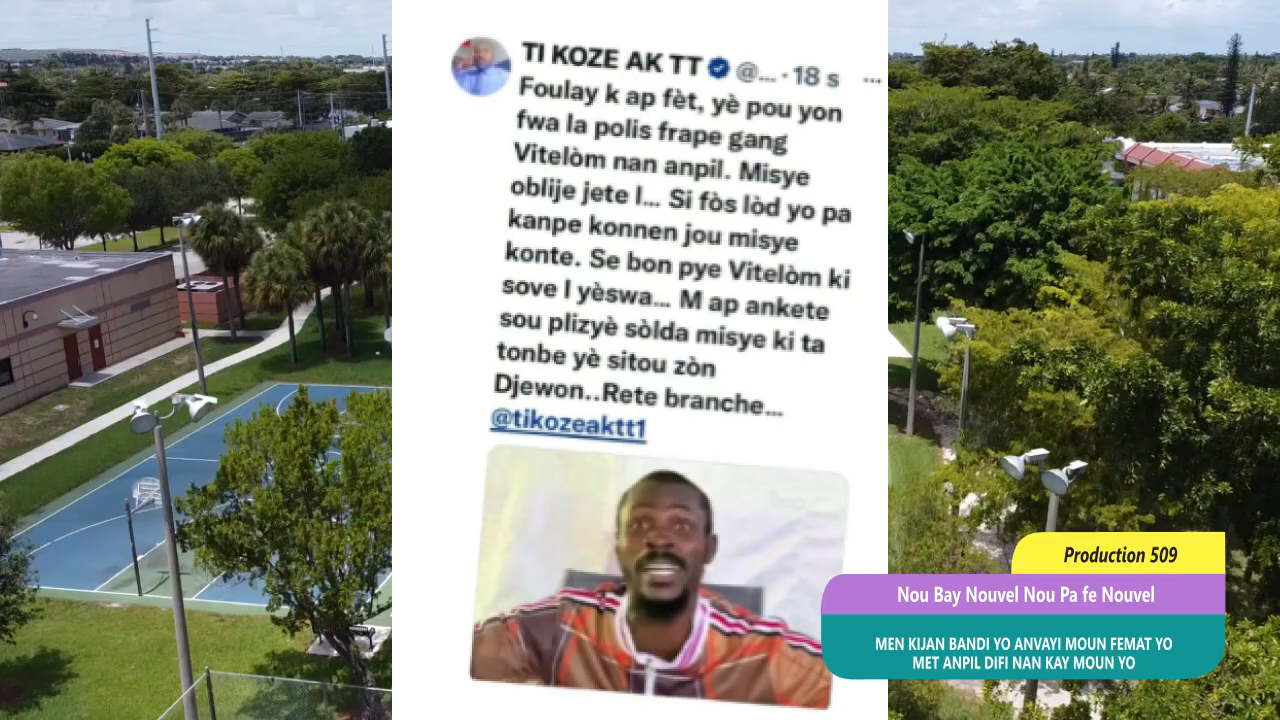 TI KOZE AK TT @... · 18 s ...
Foulay k ap fèt, yè pou yon
fwa la polis frape gang
Vitelòm nan anpil. Misye
oblije jete l... Si fòs lòd yo pa
kanpe konnen jou misye
konte. Se bon pye Vitelòm ki
sove l yèswa... M ap ankete
sou plizyè sòlda misye ki ta
tonbe yè sitou zòn
Djewon..Rete branche...
@tikozeaktt1
Production 509
Nou Bay Nouvel Nou Pa fe Nouvel
MEN KIJAN BANDI YO ANVAYI MOUN FEMAT YO
MET ANPIL DIFI NAN KAY MOUN YO